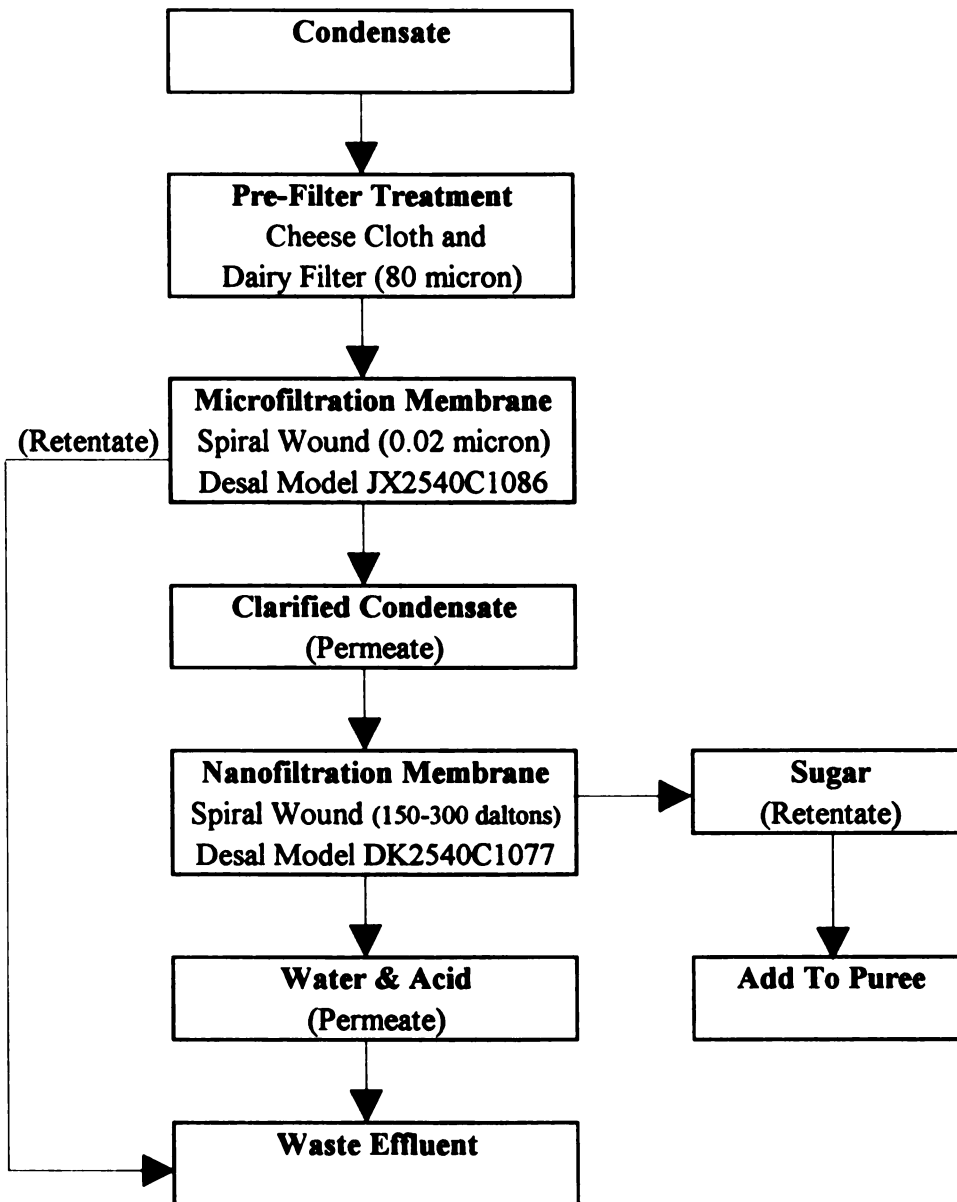 Condensate
Pre-Filter Treatment
Cheese Cloth and
Dairy Filter (80 micron)
Microfiltration Membrane
(Retentate)
Spiral Wound (0.02 micron)
Desal Model JX2540C1086
Clarified Condensate
(Permeate)
Nanofiltration Membrane
Spiral Wound (150-300 daltons)
Desal Model DK2540C1077
Sugar
(Retentate)
Water & Acid
(Permeate)
Add To Puree
Waste Effluent